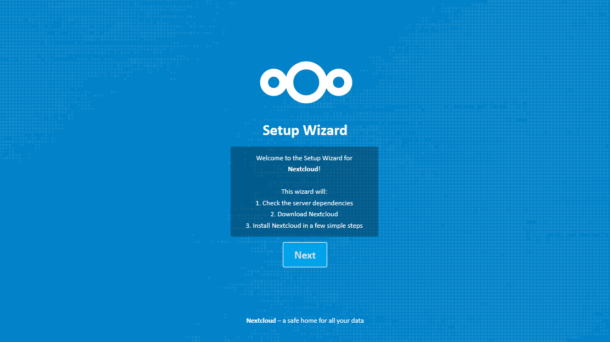 Setup Wizard
Welcome to the Setup Wizard for
Nextcloud!
This wizard will:
1. Check the server dependencies
2. Download Nextcloud
3. Install Nextcloud in a few simple steps
Next
Nextcloud – a safe home for all your data